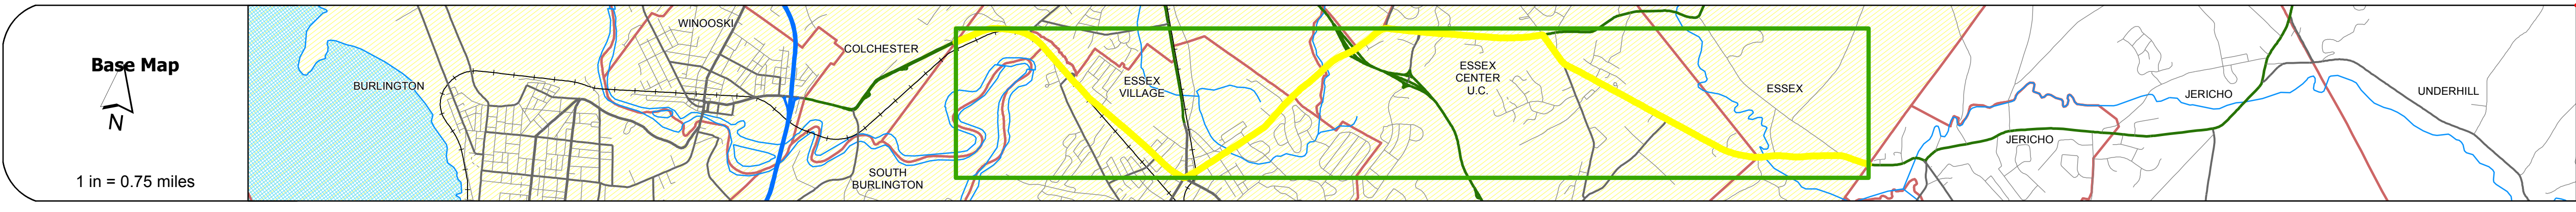 Base Map
N
1 in = 0.75 miles
BURLINGTON
WINOOSKI
COLCHESTER
SOUTH
BURLINGTON
ESSEX
VILLAGE
ESSEX
CENTER
U.C.
ESSEX
JERICHO
JERICHO
UNDERHILL